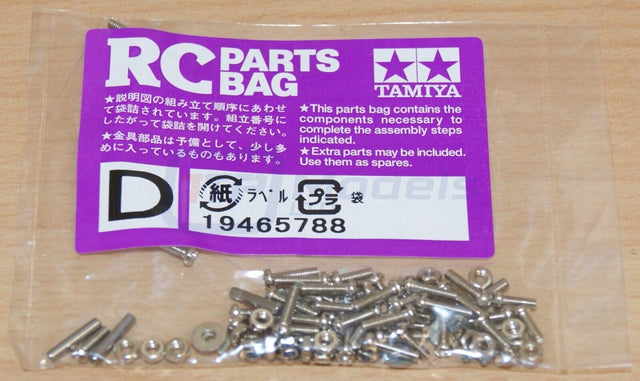 RC PARTS BAG
TAMIYA
★説明図の組み立て順序にあわせ
て袋詰されています。組立番号に
したがって袋詰を開けてください。
★金具部品は予備として、少し多
めに入っているものもあります。
★This parts bag contains the
components necessary to
complete the assembly steps
indicated.
★Extra parts may be included.
Use them as spares.
D
紙 ラベル プラ 袋
19465788
models